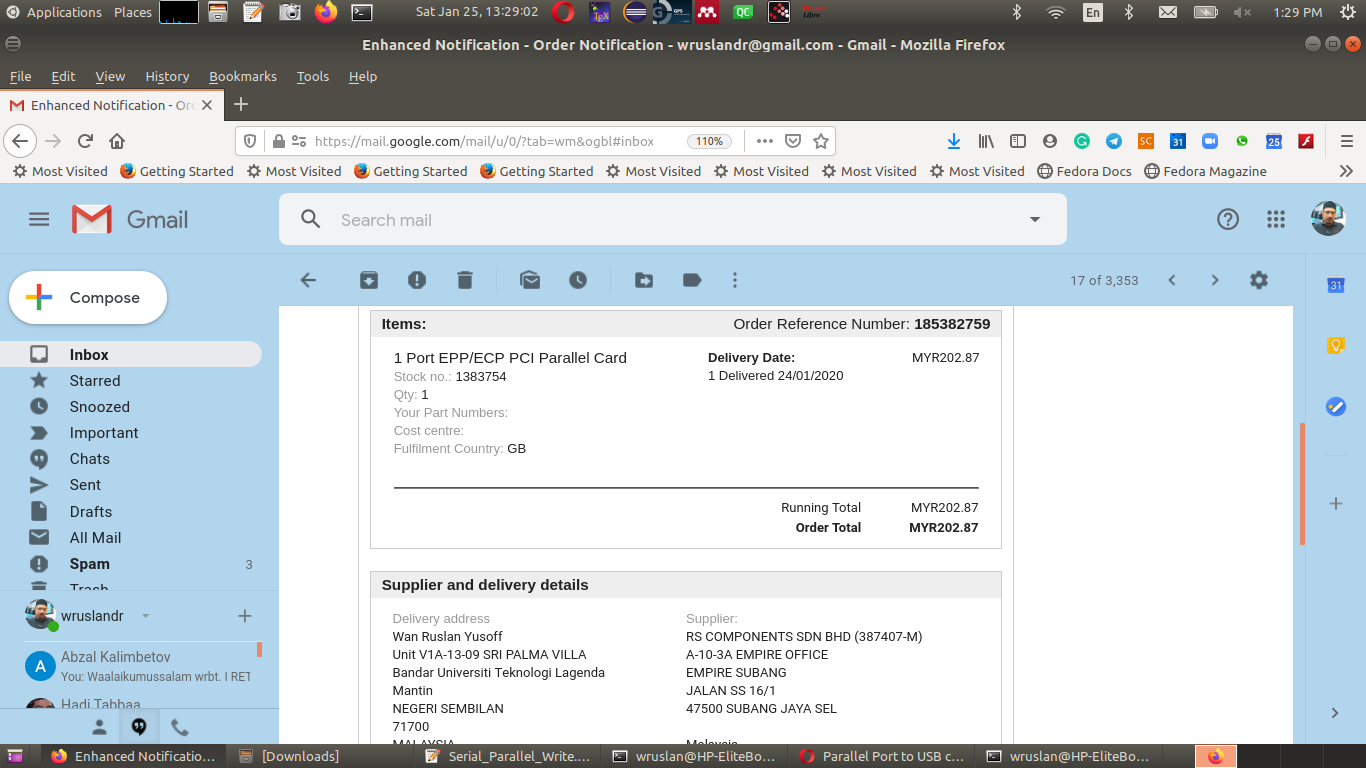 Applications Places Sat Jan 25, 13:29:02 QC En 1:29 PM
Enhanced Notification - Order Notification - wruslandr@gmail.com - Gmail - Mozilla Firefox
File Edit View History Bookmarks Tools Help
Enhanced Notification - Or
https://mail.google.com/mail/u/0/?tab=wm&ogbl#inbox 110% SC 31 25
Most Visited Getting Started Most Visited Getting Started Getting Started Most Visited Most Visited Most Visited Most Visited Fedora Docs Fedora Magazine
Gmail Search mail
Compose 17 of 3,353 31
Inbox
Starred
Snoozed
Important
Chats
Sent
Drafts
All Mail
Spam 3
Trash
wruslandr
A Abzal Kalimbetov
You: Waalaikumussalam wrbt. I RET
Hadi Tabbaa
Items: Order Reference Number: 185382759
1 Port EPP/ECP PCI Parallel Card Delivery Date: MYR202.87
Stock no.: 1383754 1 Delivered 24/01/2020
Qty: 1
Your Part Numbers:
Cost centre:
Fulfilment Country: GB
Running Total MYR202.87
Order Total MYR202.87
Supplier and delivery details
Delivery address Supplier:
Wan Ruslan Yusoff RS COMPONENTS SDN BHD (387407-M)
Unit V1A-13-09 SRI PALMA VILLA A-10-3A EMPIRE OFFICE
Bandar Universiti Teknologi Lagenda EMPIRE SUBANG
Mantin JALAN SS 16/1
NEGERI SEMBILAN 47500 SUBANG JAYA SEL
71700
MALAYSIA Malaysia
Enhanced Notificatio... [Downloads] Serial_Parallel_Write.... wruslan@HP-EliteBo... Parallel Port to USB c... wruslan@HP-EliteBo...